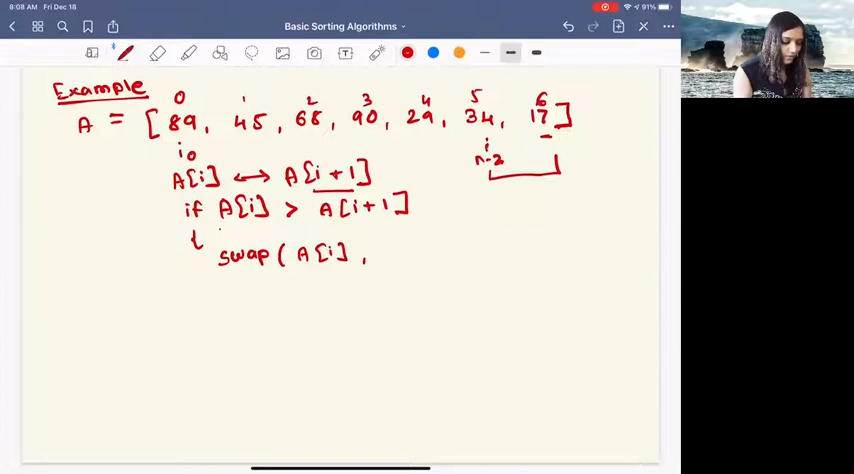 8:08 AM Fri Dec 18
91%
Basic Sorting Algorithms
Example
0 1 2 3 4 5 6
A = [89, 45, 68, 90, 29, 34, 17]
i0 i
n-2
A[i] ↔ A[i+1]
if A[i] > A[i+1]
{
swap(A[i],